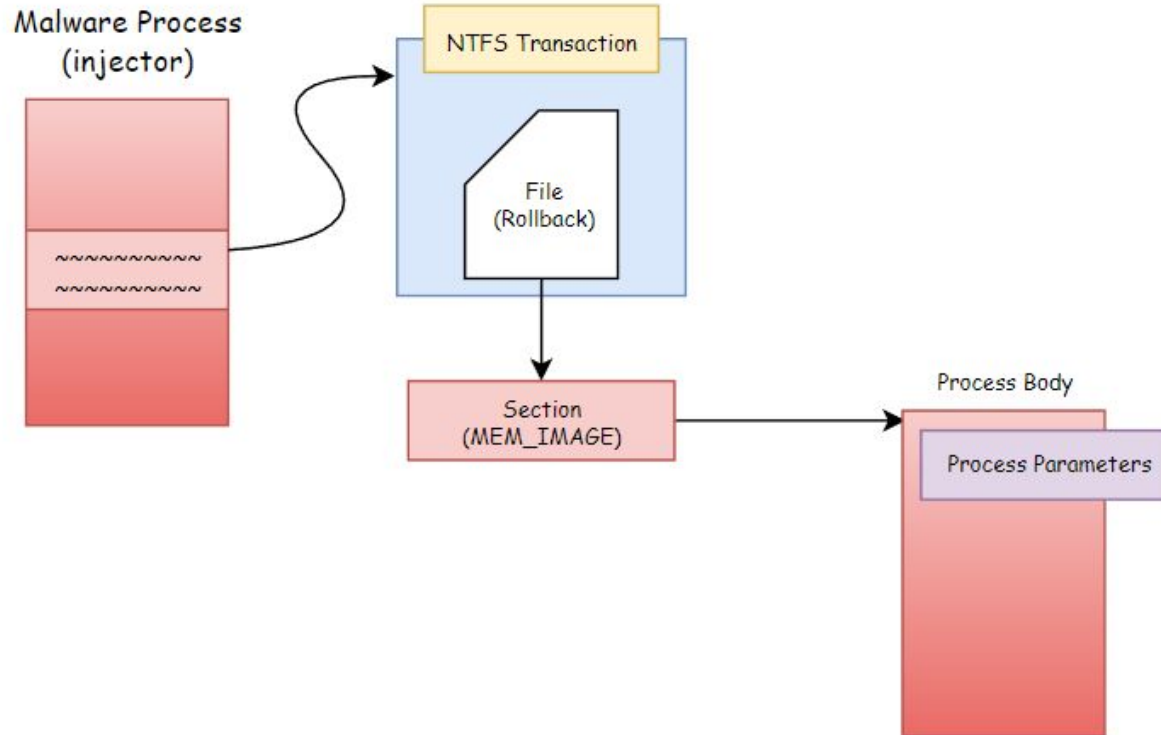 Malware Process
(injector)
NTFS Transaction
~~~~~~~~~~
~~~~~~~~~~
File
(Rollback)
Section
(MEM_IMAGE)
Process Body
Process Parameters